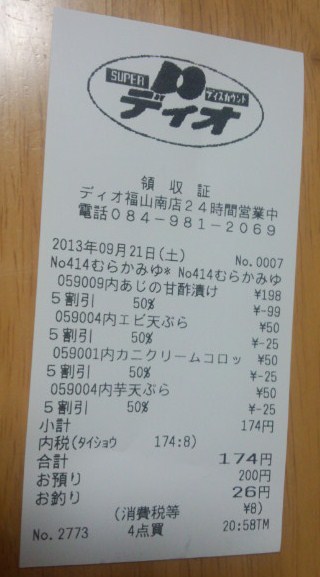 SUPER ディスカウント
ディオ
領収証
ディオ福山南店24時間営業中
電話084-981-2069
2013年09月21日(土) No.0007
No414むらかみゆ* No414むらかみゆ
059009内あじの甘酢漬け ¥198
5割引 50% ¥-99
059004内エビ天ぷら ¥50
5割引 50% ¥-25
059001内カニクリームコロッ ¥50
5割引 50% ¥-25
059004内芋天ぷら ¥50
5割引 50% ¥-25
小計 174円
内税(タイショウ 174:8)
合計 174円
お預り 200円
お釣り 26円
(消費税等 ¥8)
No.2773 4点買 20:58TM